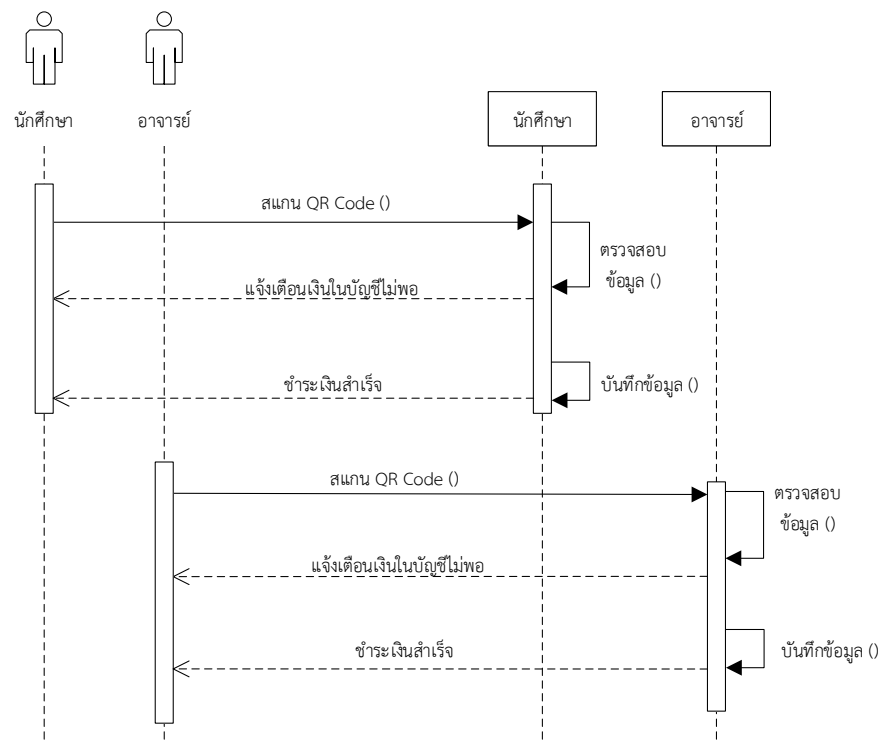 นักศึกษา
อาจารย์
นักศึกษา
อาจารย์
สแกน QR Code ()
ตรวจสอบ
ข้อมูล ()
แจ้งเตือนเงินในบัญชีไม่พอ
ชำระเงินสำเร็จ
บันทึกข้อมูล ()
สแกน QR Code ()
ตรวจสอบ
ข้อมูล ()
แจ้งเตือนเงินในบัญชีไม่พอ
ชำระเงินสำเร็จ
บันทึกข้อมูล ()